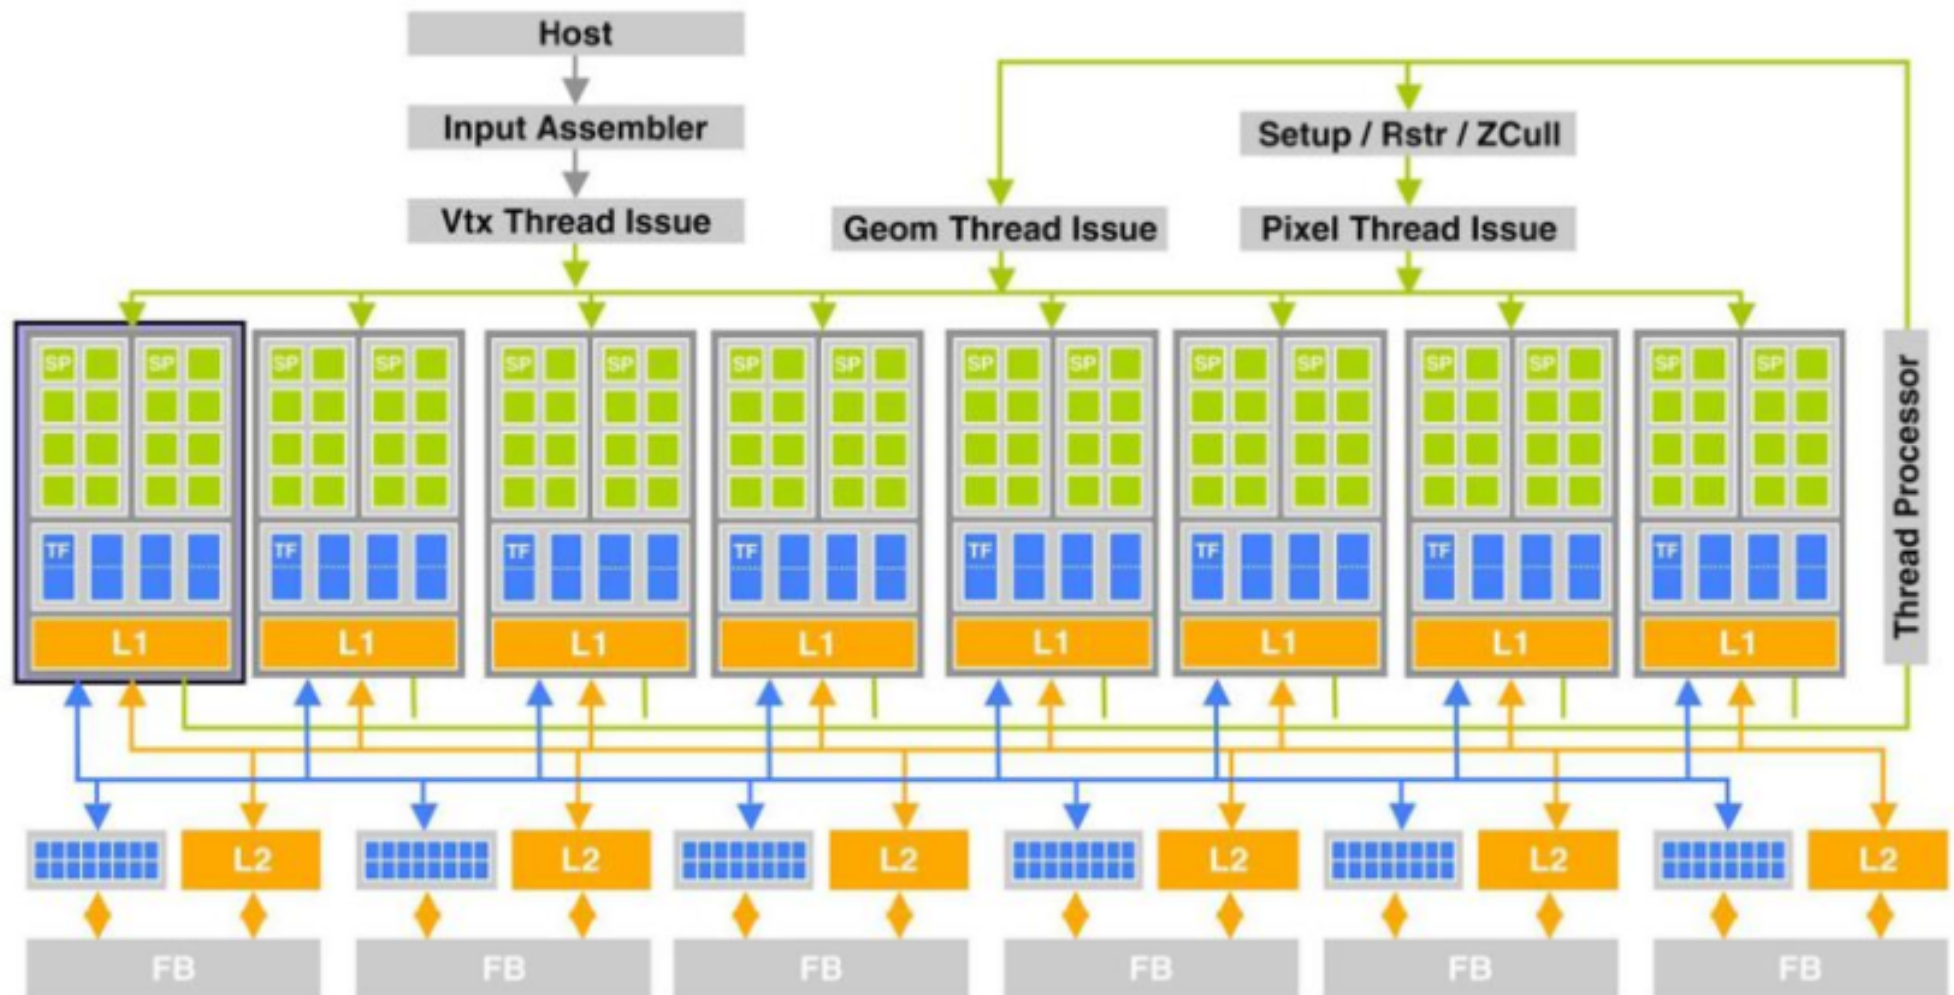 Host
Input Assembler
Setup / Rstr / ZCull
Vtx Thread Issue
Geom Thread Issue
Pixel Thread Issue
SP SP SP SP SP SP SP SP SP SP SP SP SP SP SP SP
TF TF TF TF TF TF TF TF
L1 L1 L1 L1 L1 L1 L1 L1
Thread Processor
L2 L2 L2 L2 L2 L2
FB FB FB FB FB FB